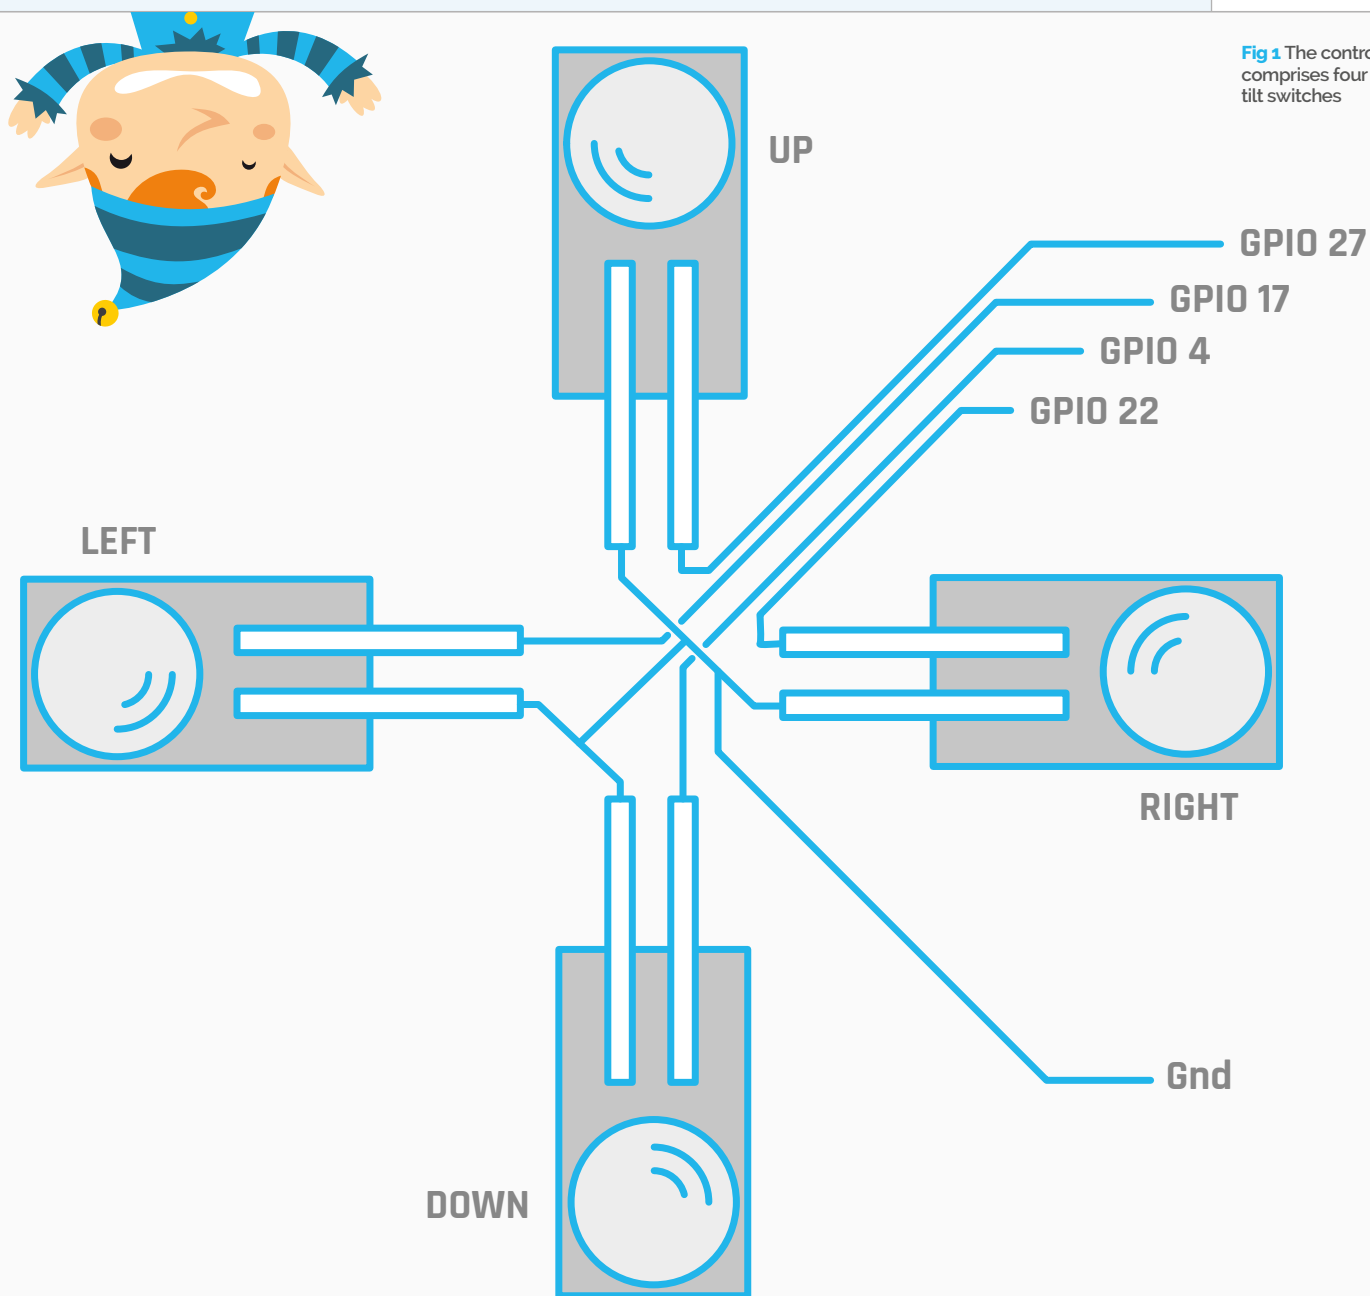 Fig 1 The contro
comprises four
tilt switches
UP
GPIO 27
GPIO 17
GPIO 4
GPIO 22
LEFT
RIGHT
Gnd
DOWN